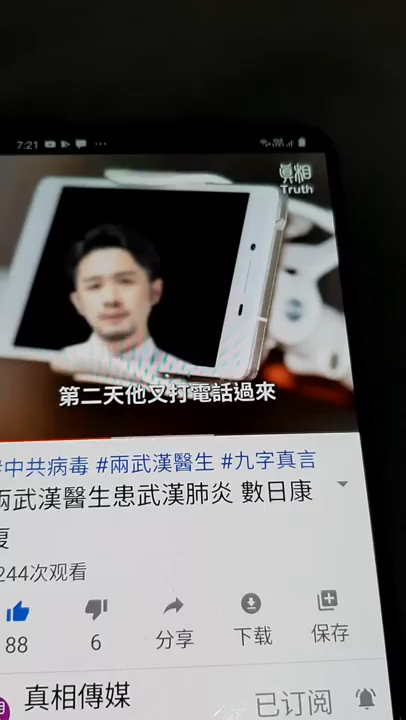 7:21
真相
Truth
第二天他又打電話過來
#中共病毒 #兩武漢醫生 #九字真言
兩武漢醫生患武漢肺炎 數日康
復
244次观看
88
6
分享
下载
保存
真相傳媒
已订阅